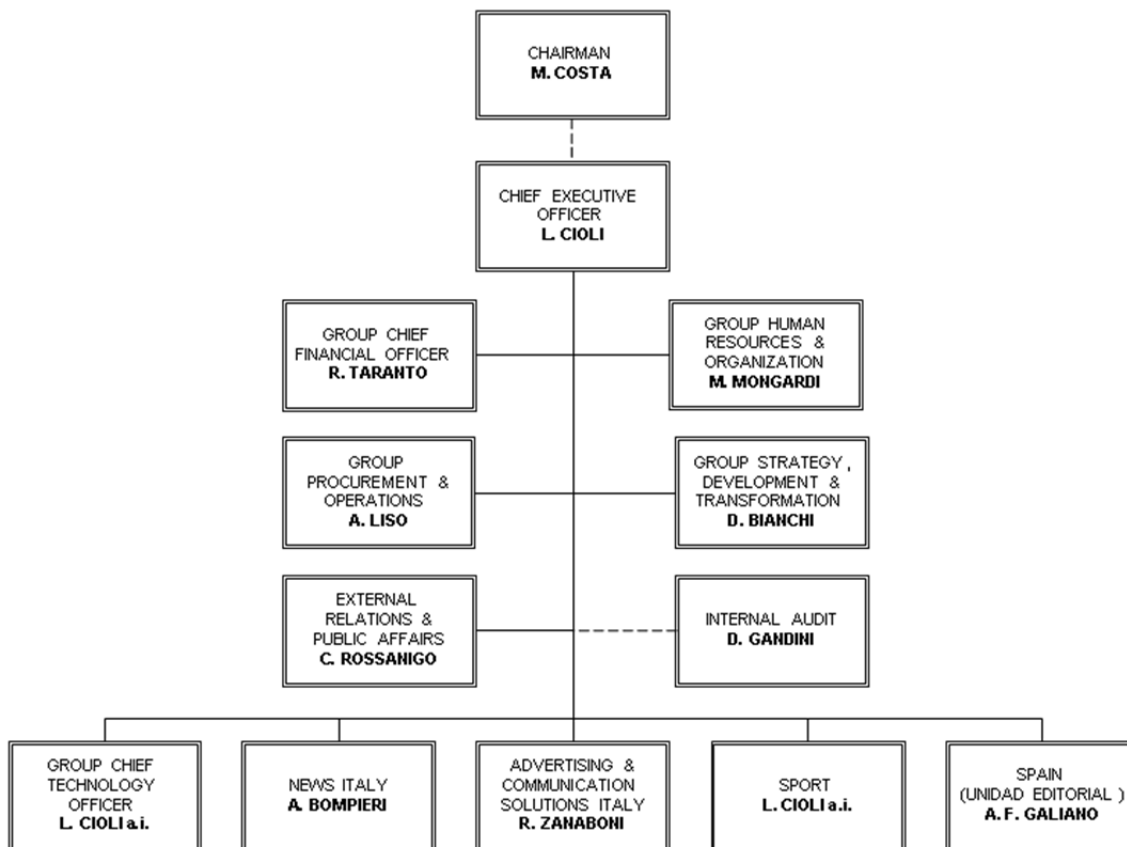 CHAIRMAN
M. COSTA
CHIEF EXECUTIVE
OFFICER
L. CIOLI
GROUP CHIEF
FINANCIAL OFFICER
R. TARANTO
GROUP HUMAN
RESOURCES &
ORGANIZATION
M. MONGARDI
GROUP
PROCUREMENT &
OPERATIONS
A. LISO
GROUP STRATEGY,
DEVELOPMENT &
TRANSFORMATION
D. BIANCHI
EXTERNAL
RELATIONS &
PUBLIC AFFAIRS
C. ROSSANIGO
INTERNAL AUDIT
D. GANDINI
GROUP CHIEF
TECHNOLOGY
OFFICER
L. CIOLI a.i.
NEWS ITALY
A. BOMPIERI
ADVERTISING &
COMMUNICATION
SOLUTIONS ITALY
R. ZANABONI
SPORT
L. CIOLI a.i.
SPAIN
(UNIDAD EDITORIAL)
A. F. GALIANO